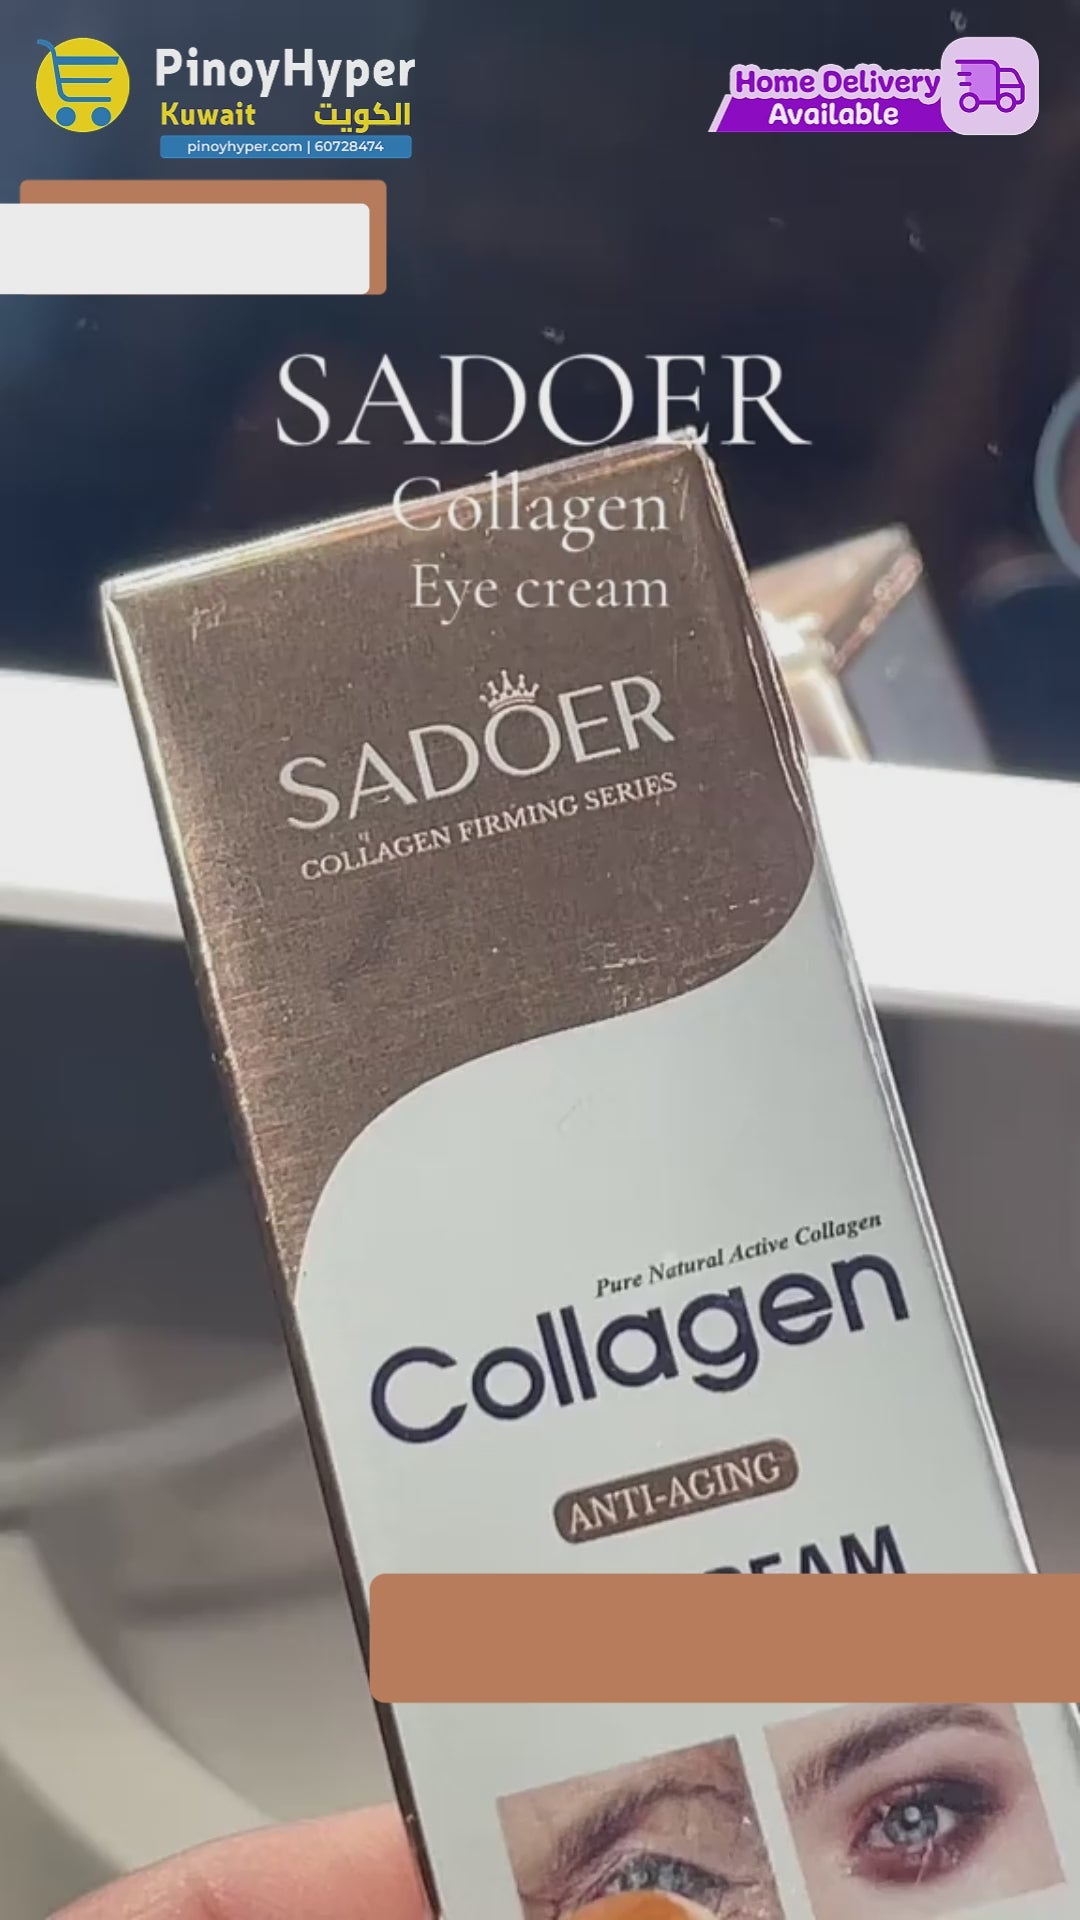 PinoyHyper
Kuwait الكويت
pinoyhyper.com | 60728474
Home Delivery
Available
SADOER
Collagen
Eye cream
SADOER
COLLAGEN FIRMING SERIES
Pure Natural Active Collagen
Collagen
ANTI-AGING